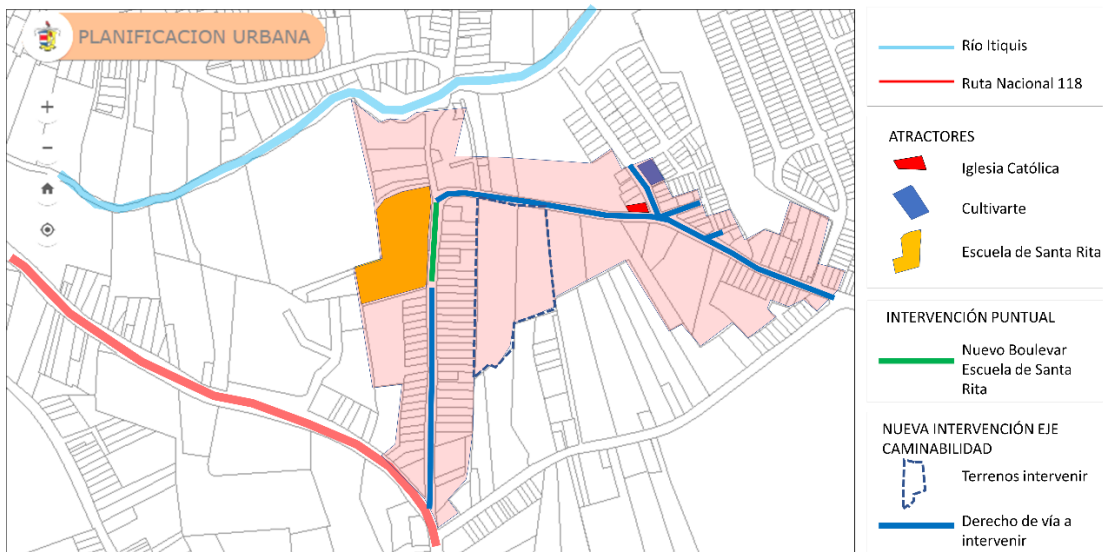 PLANIFICACION URBANA
Río Itiquis
Ruta Nacional 118
ATRACTORES
Iglesia Católica
Cultivarte
Escuela de Santa Rita
INTERVENCIÓN PUNTUAL
Nuevo Boulevar
Escuela de Santa
Rita
NUEVA INTERVENCIÓN EJE
CAMINABILIDAD
Terrenos intervenir
Derecho de vía a
intervenir